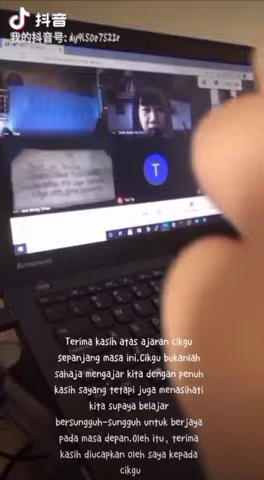 抖音
我的抖音号: dy9l50o7521r
T
Lenovo
Terima kasih atas ajaran cikgu
sepanjang masa ini.Cikgu bukanlah
sahaja mengajar kita dengan penuh
kasih sayang tetapi juga menasihati
kita supaya belajar
bersungguh-sungguh untuk berjaya
pada masa depan.Oleh itu, terima
kasih diucapkan oleh saya kepada
cikgu